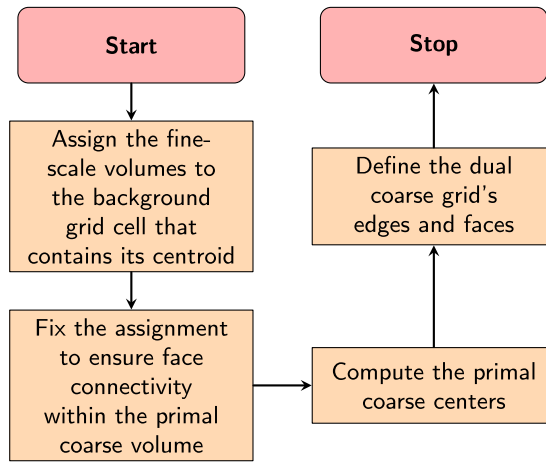 Start
Assign the fine-
scale volumes to
the background
grid cell that
contains its centroid
Fix the assignment
to ensure face
connectivity
within the primal
coarse volume
Compute the primal
coarse centers
Define the dual
coarse grid's
edges and faces
Stop